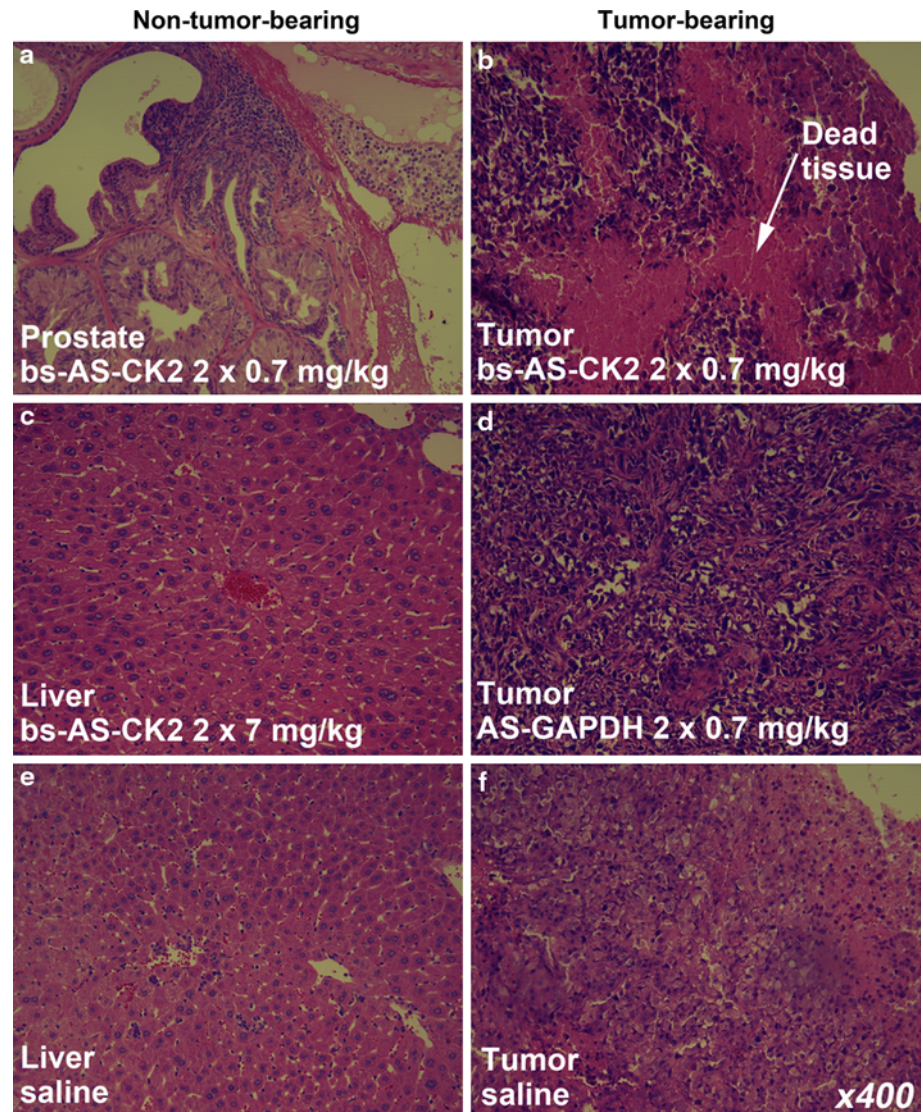 Non-tumor-bearing
Tumor-bearing
a
Prostate
bs-AS-CK2 2 x 0.7 mg/kg
b
Dead
tissue
Tumor
bs-AS-CK2 2 x 0.7 mg/kg
c
Liver
bs-AS-CK2 2 x 7 mg/kg
d
Tumor
AS-GAPDH 2 x 0.7 mg/kg
e
Liver
saline
f
Tumor
saline
x400